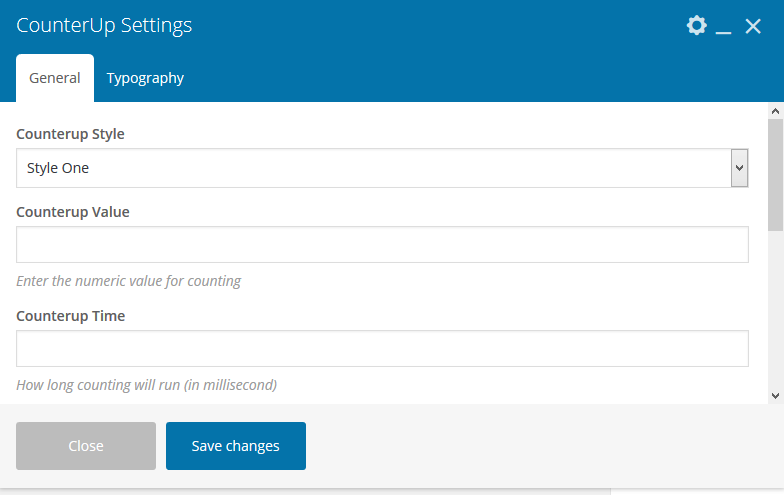 CounterUp Settings
General Typography
Counterup Style
Style One
Counterup Value
Enter the numeric value for counting
Counterup Time
How long counting will run (in millisecond)
Close Save changes